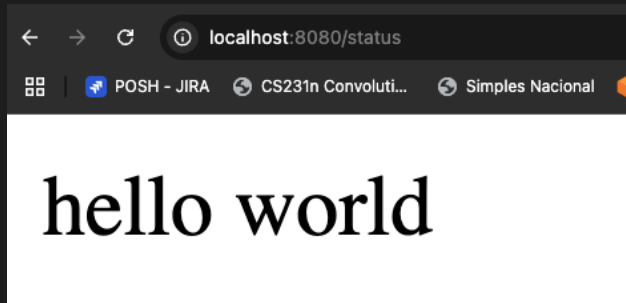 localhost:8080/status
POSH - JIRA CS231n Convoluti... Simples Nacional
hello world